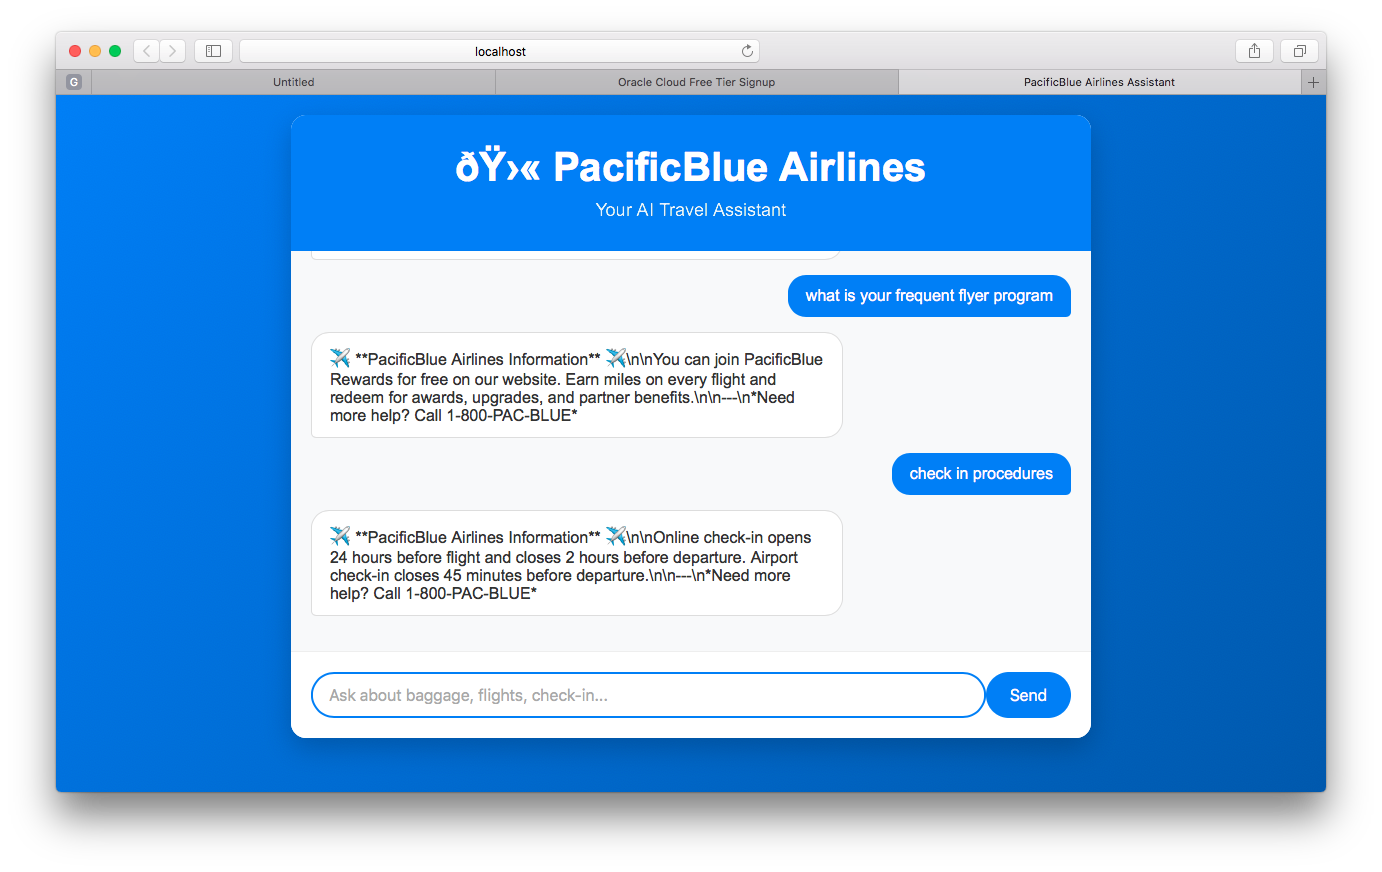 localhost
G
Untitled
Oracle Cloud Free Tier Signup
PacificBlue Airlines Assistant
ðŸ›« PacificBlue Airlines
Your AI Travel Assistant
what is your frequent flyer program
✈️ **PacificBlue Airlines Information** ✈️\n\nYou can join PacificBlue
Rewards for free on our website. Earn miles on every flight and
redeem for awards, upgrades, and partner benefits.\n\n---\n*Need
more help? Call 1-800-PAC-BLUE*
check in procedures
✈️ **PacificBlue Airlines Information** ✈️\n\nOnline check-in opens
24 hours before flight and closes 2 hours before departure. Airport
check-in closes 45 minutes before departure.\n\n---\n*Need more
help? Call 1-800-PAC-BLUE*
Ask about baggage, flights, check-in...
Send